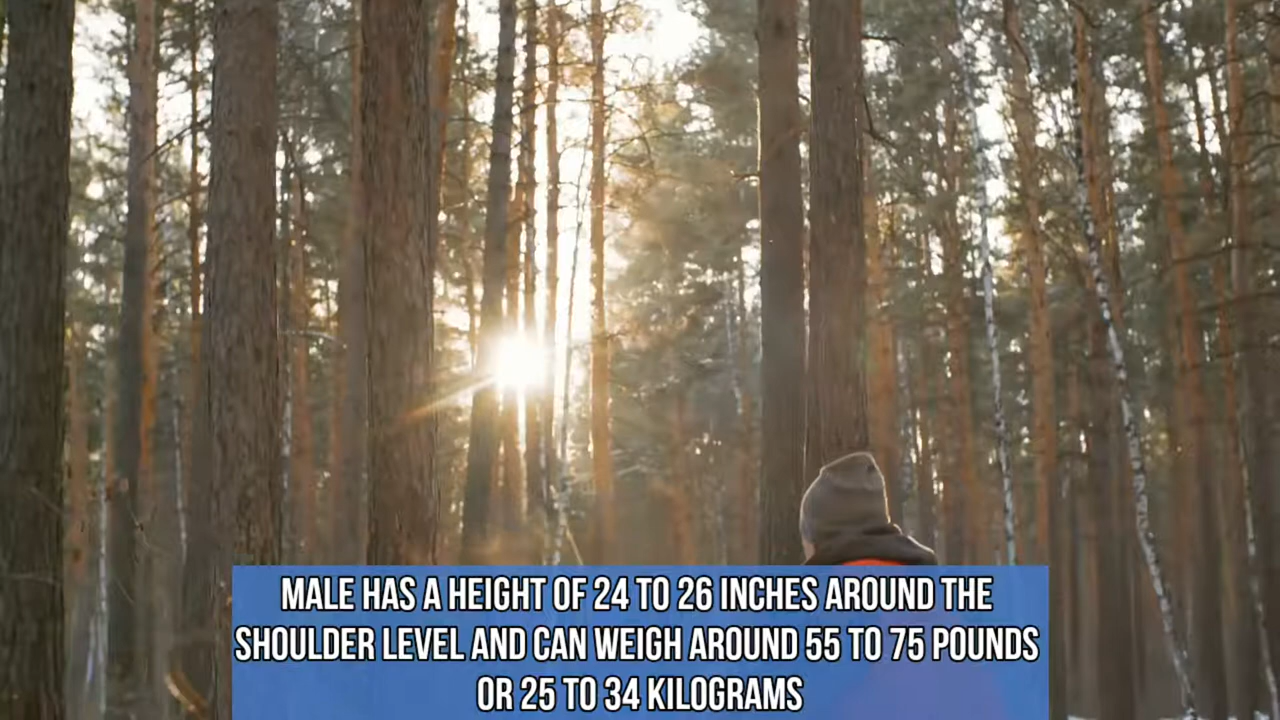 MALE HAS A HEIGHT OF 24 TO 26 INCHES AROUND THE
SHOULDER LEVEL AND CAN WEIGH AROUND 55 TO 75 POUNDS
OR 25 TO 34 KILOGRAMS